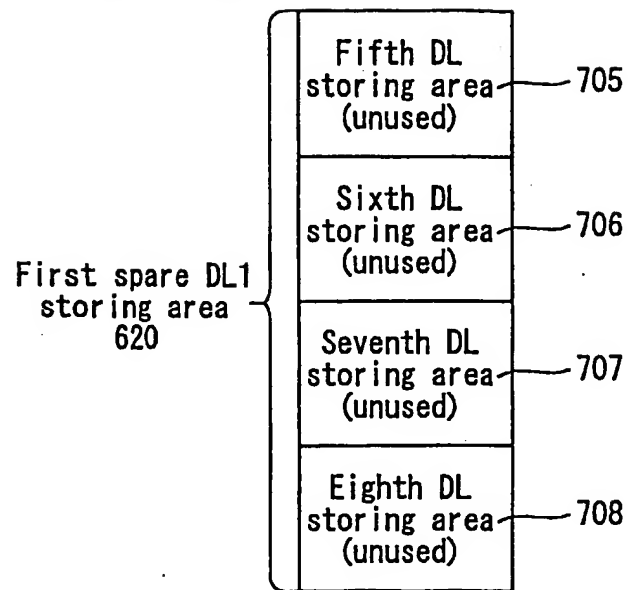 Fifth DL
storing area
(unused)
705
Sixth DL
storing area
(unused)
706
First spare DL1
storing area
620
Seventh DL
storing area
(unused)
707
Eighth DL
storing area
(unused)
708